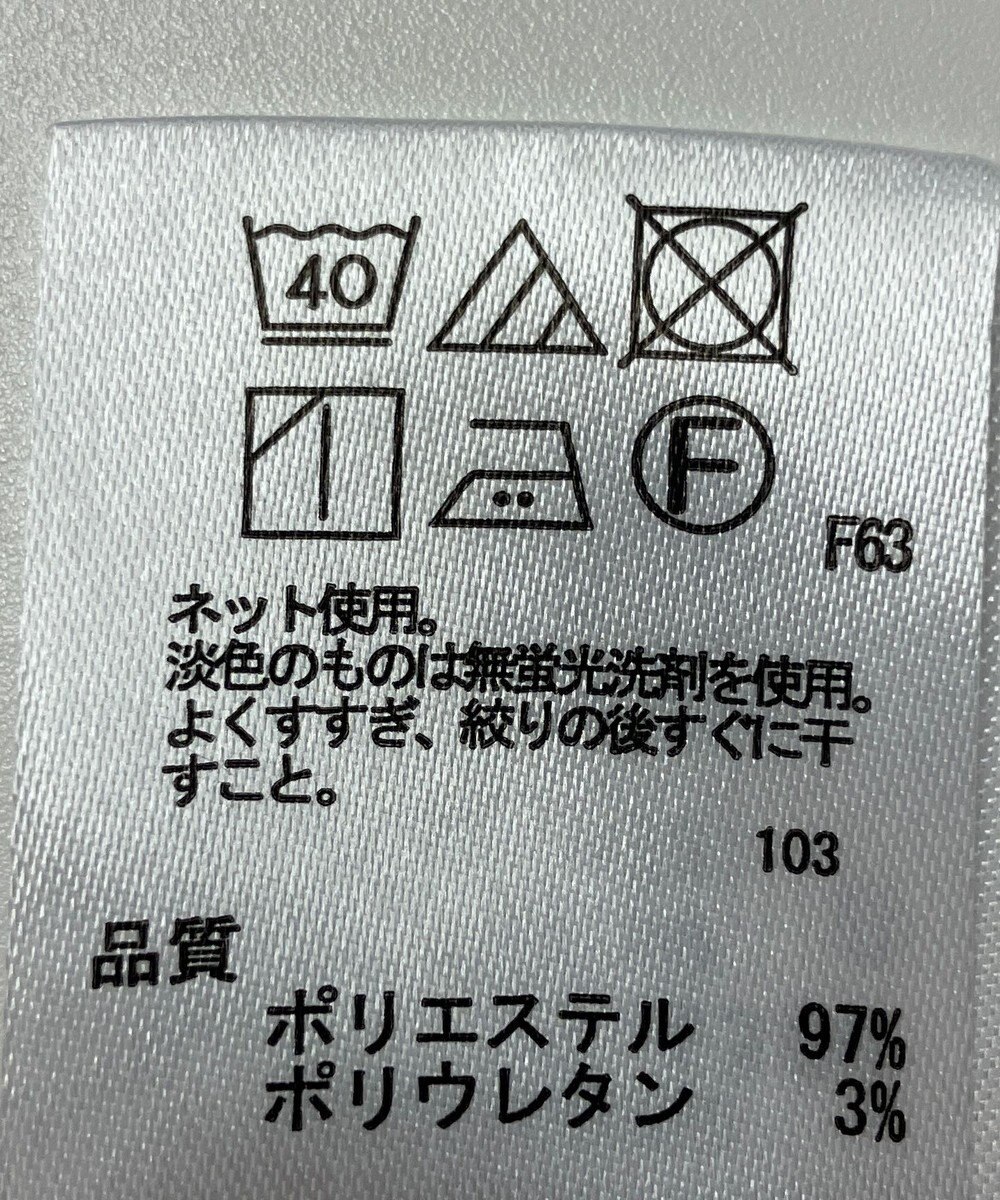 40
F
F63
ネット使用。
淡色のものは無蛍光洗剤を使用。
よくすすぎ、絞りの後すぐに干
すこと。
103
品質
ポリエステル 97%
ポリウレタン 3%